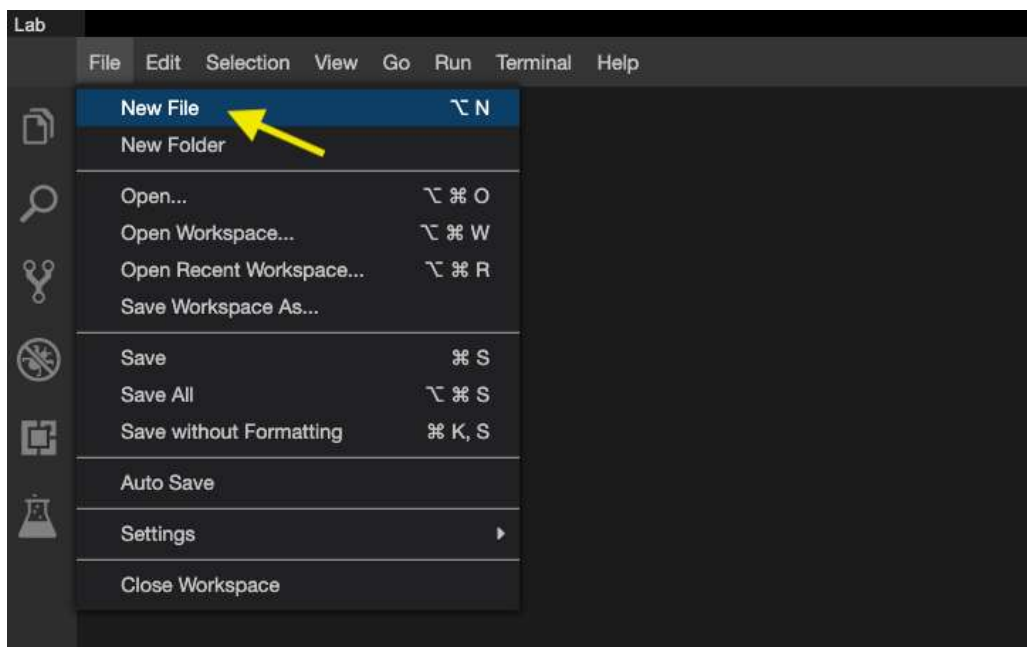 Lab
File Edit Selection View Go Run Terminal Help
New File ⌥ N
New Folder
Open... ⌥ ⌘ O
Open Workspace... ⌥ ⌘ W
Open Recent Workspace... ⌥ ⌘ R
Save Workspace As...
Save ⌘ S
Save All ⌥ ⌘ S
Save without Formatting ⌘ K, S
Auto Save
Settings
Close Workspace